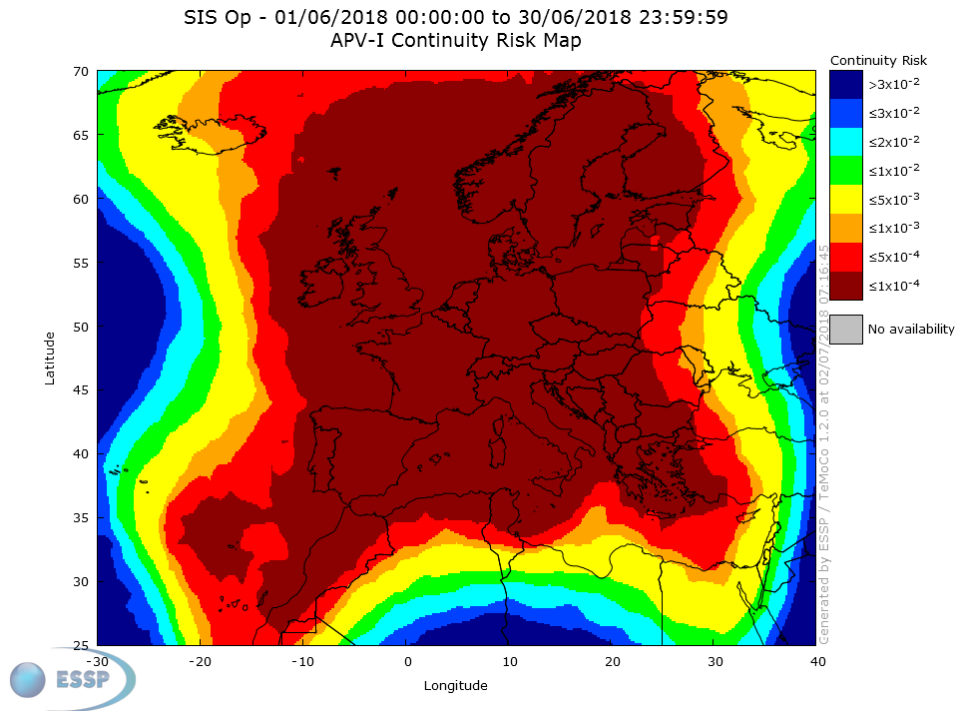 SIS Op - 01/06/2018 00:00:00 to 30/06/2018 23:59:59
APV-I Continuity Risk Map
Continuity Risk
>3x10⁻²
≤3x10⁻²
≤2x10⁻²
≤1x10⁻²
≤5x10⁻³
≤1x10⁻³
≤5x10⁻⁴
≤1x10⁻⁴
No availability
70
65
60
55
50
45
40
35
30
25
Latitude
-30
-20
-10
0
10
20
30
40
Longitude
Generated by ESSP / TeMoCo 1.2.0 at 02/07/2018 07:16:45
ESSP